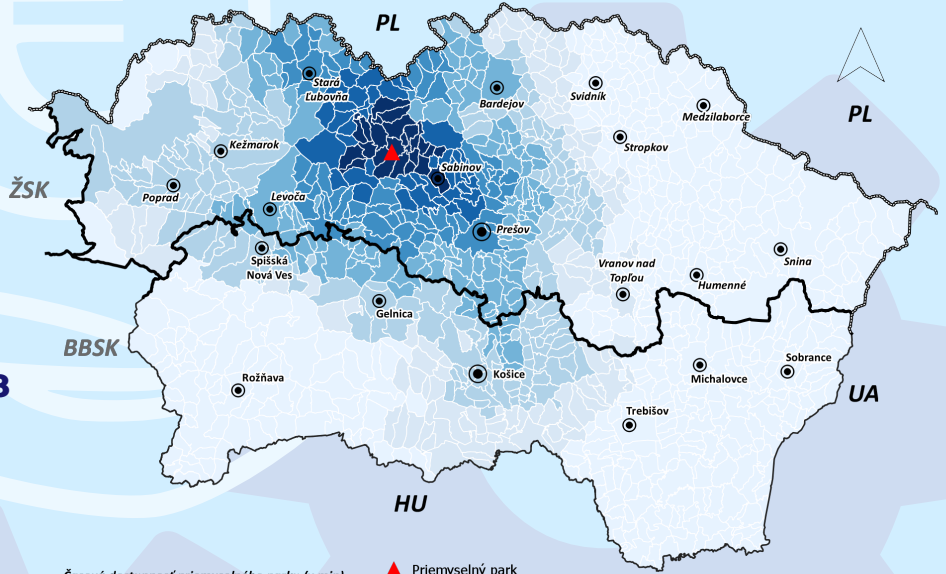 PL
Stará
Ľubovňa
Bardejov
Svidník
Medzilaborce
PL
Stropkov
Kežmarok
Sabinov
ŽSK
Poprad
Levoča
Prešov
Spišská
Nová Ves
Vranov nad
Topľou
Snina
Humenné
Gelnica
BBSK
Košice
Sobrance
Michalovce
Rožňava
UA
Trebišov
HU
Priemyselný park